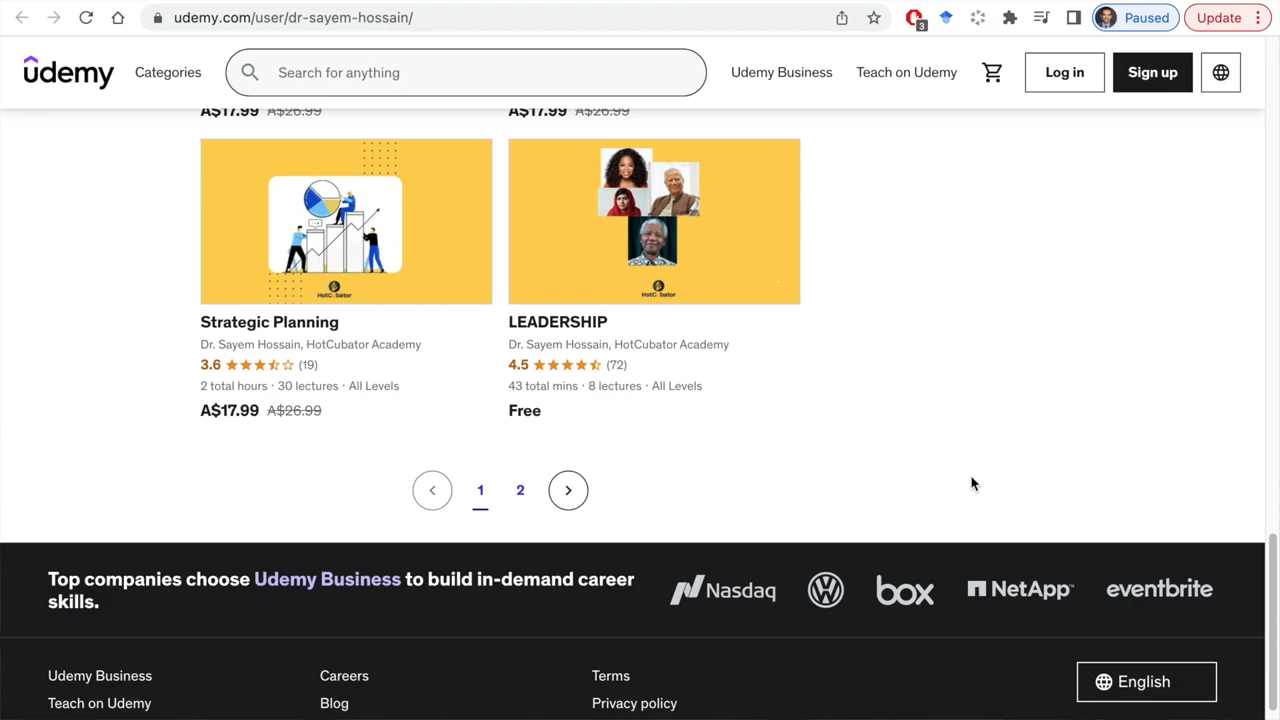 udemy.com/user/dr-sayem-hossain/
3
Paused
Update
udemy
Categories
Search for anything
Udemy Business
Teach on Udemy
Log in
Sign up
A$17.99 A$26.99
A$17.99 A$26.99
HotCubator
HotCubator
Strategic Planning
Dr. Sayem Hossain, HotCubator Academy
3.6 (19)
2 total hours · 30 lectures · All Levels
A$17.99 A$26.99
LEADERSHIP
Dr. Sayem Hossain, HotCubator Academy
4.5 (72)
43 total mins · 8 lectures · All Levels
Free
1
2
Top companies choose Udemy Business to build in-demand career
skills.
Nasdaq
box
NetApp™
eventbrite
Udemy Business
Careers
Terms
English
Teach on Udemy
Blog
Privacy policy